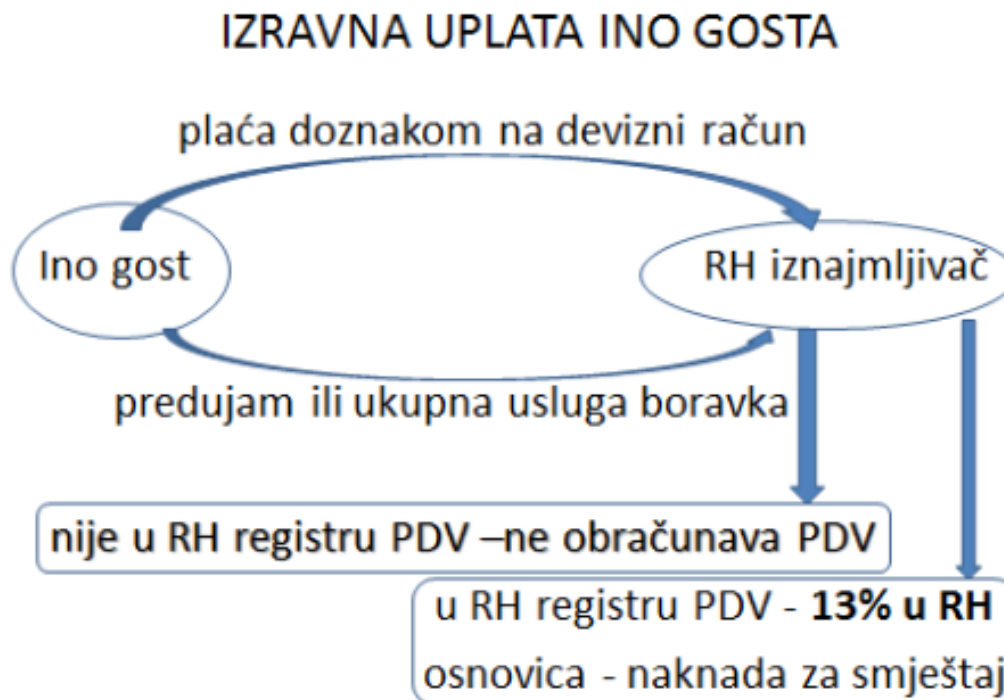 IZRAVNA UPLATA INO GOSTA
plaća doznakom na devizni račun
Ino gost
RH iznajmljivač
predujam ili ukupna usluga boravka
nije u RH registru PDV –ne obračunava PDV
u RH registru PDV - 13% u RH
osnovica - naknada za smještaj